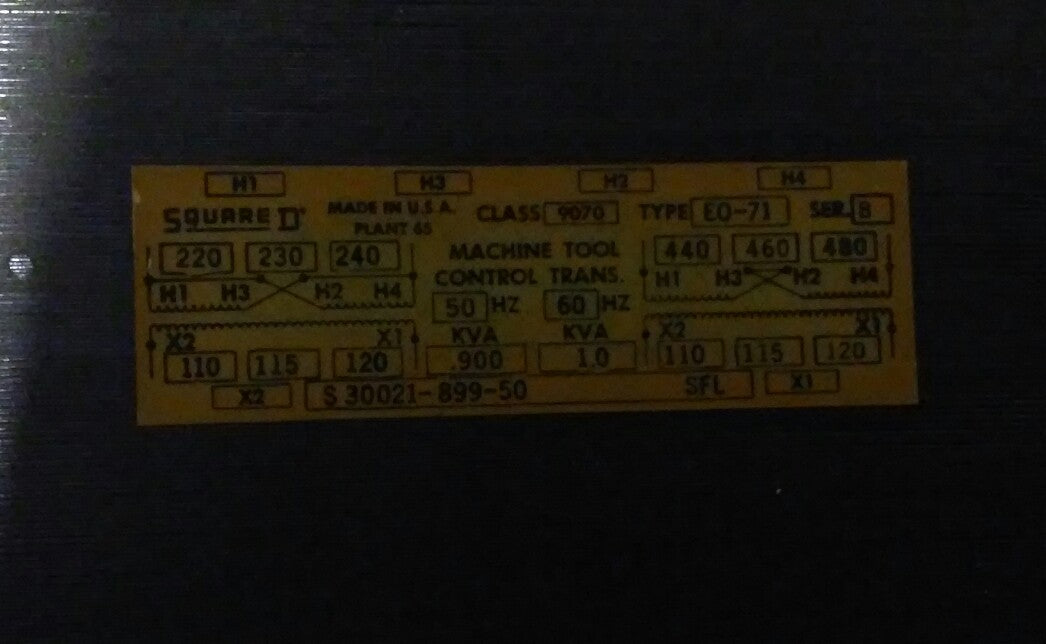 H1 H3 H2 H4
SQUARE D MADE IN U.S.A. CLASS 9070 TYPE EO-71 SER. B
PLANT 65
220 230 240 MACHINE TOOL 440 460 480
H1 H3 H2 H4 CONTROL TRANS. H1 H3 H2 H4
50 HZ 60 HZ
X2 X1 KVA KVA X2 X1
110 115 120 .900 1.0 110 115 120
X2 S 30021-899-50 SFL X1